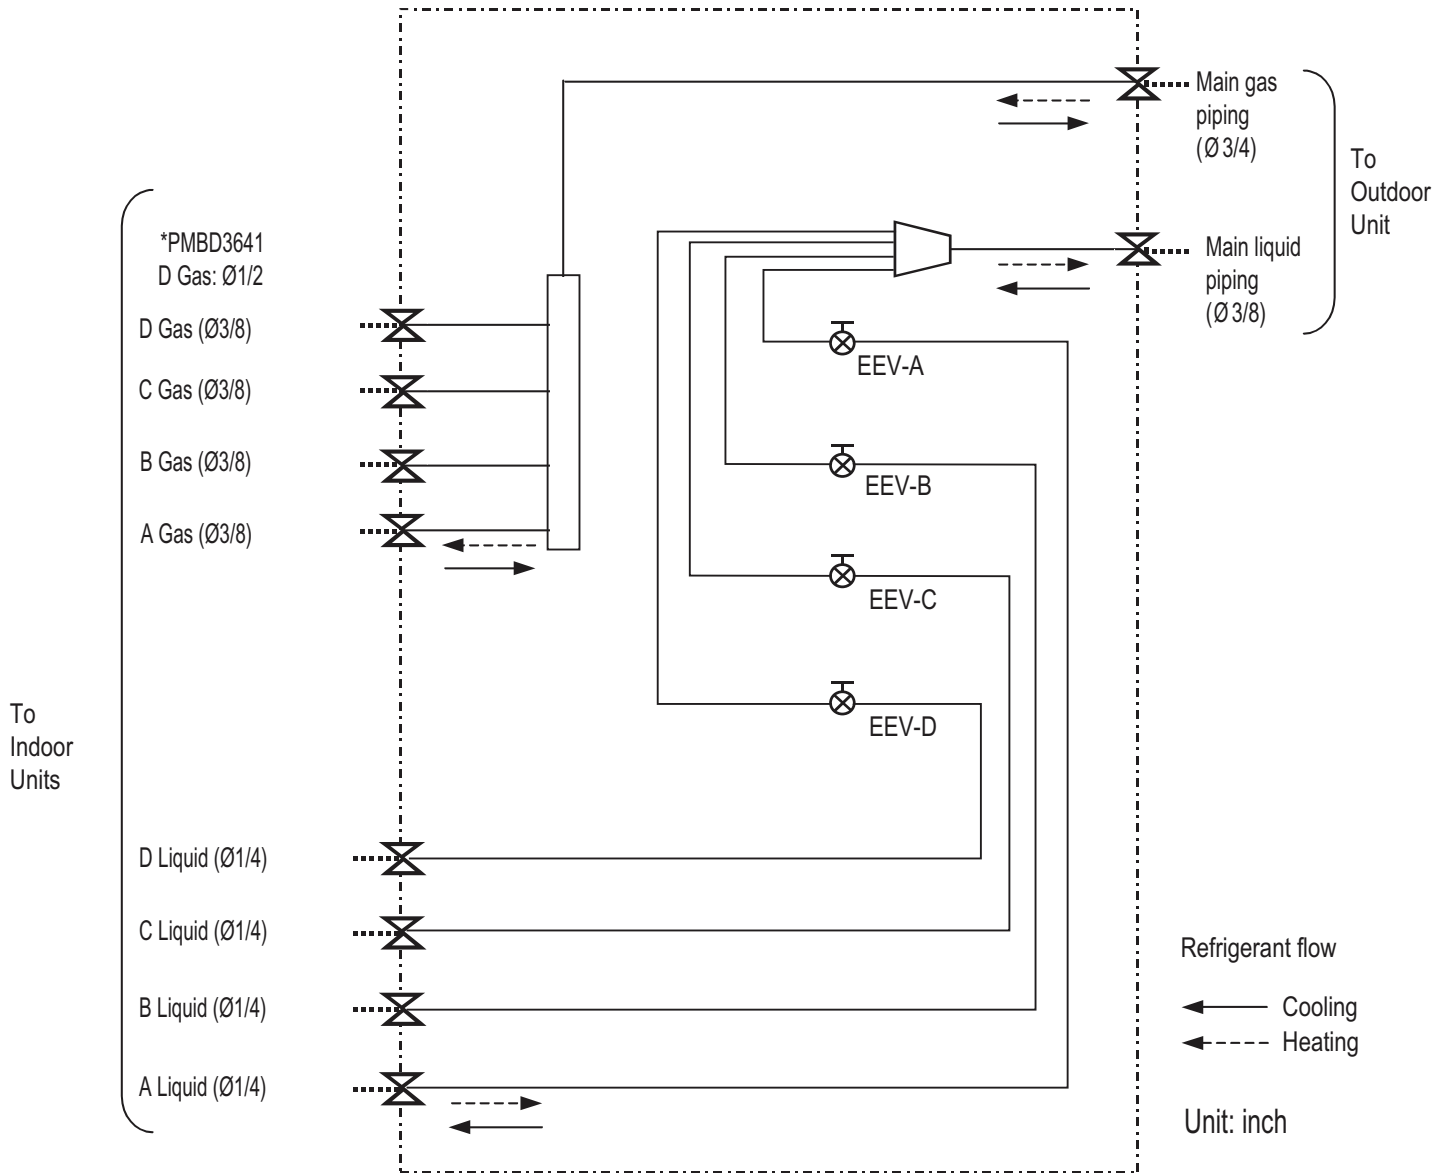 Main gas
piping
(Ø 3/4)
To
Outdoor
Unit
Main liquid
piping
(Ø 3/8)
*PMBD3641
D Gas: Ø1/2
D Gas (Ø3/8)
C Gas (Ø3/8)
B Gas (Ø3/8)
A Gas (Ø3/8)
EEV-A
EEV-B
EEV-C
EEV-D
To
Indoor
Units
D Liquid (Ø1/4)
C Liquid (Ø1/4)
B Liquid (Ø1/4)
A Liquid (Ø1/4)
Refrigerant flow
Cooling
Heating
Unit: inch